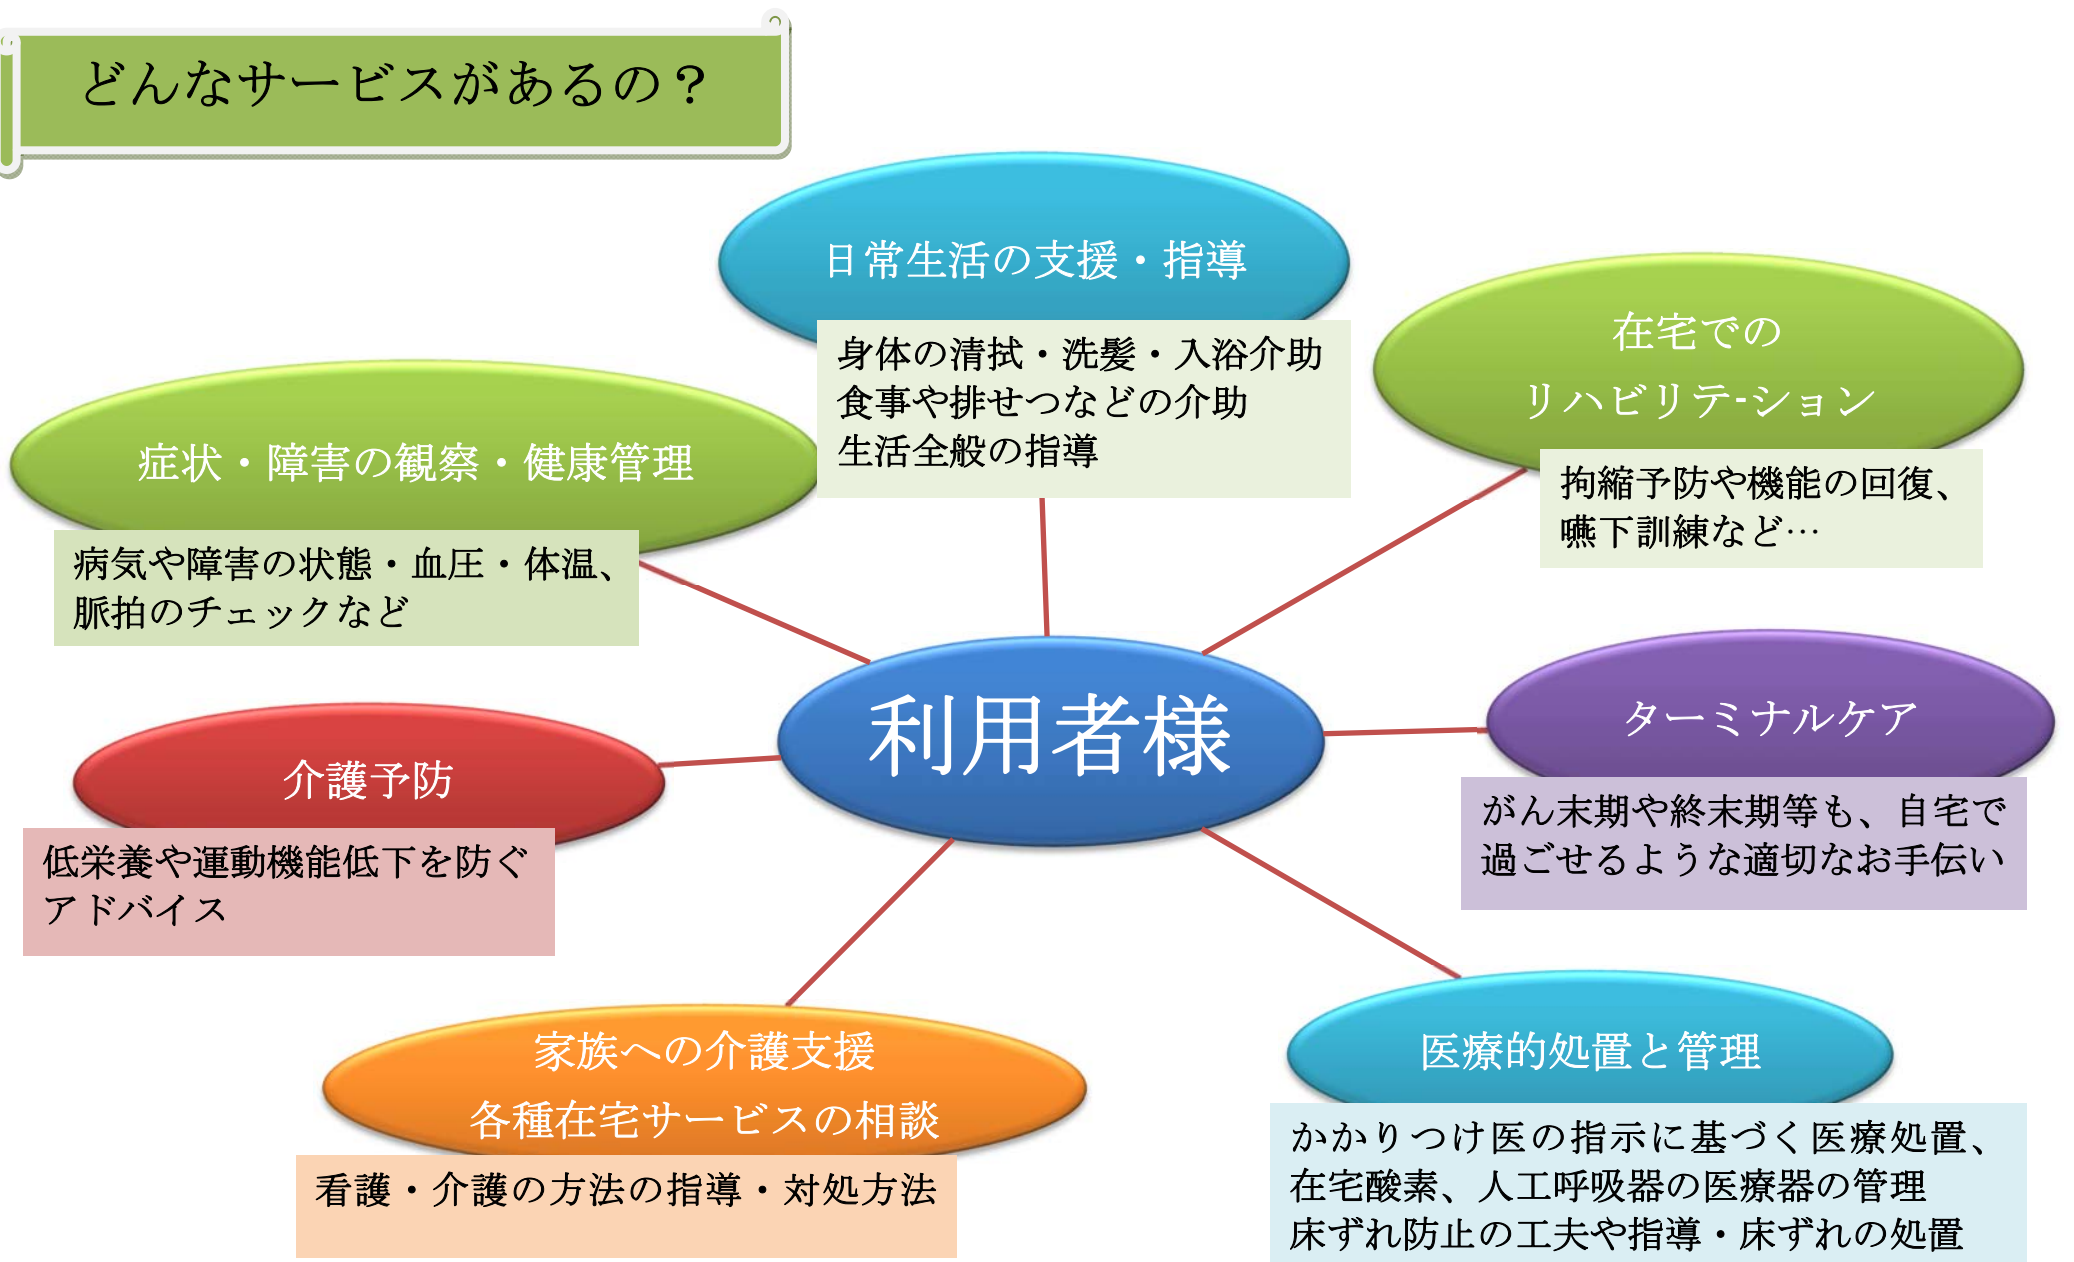 どんなサービスがあるの？
日常生活の支援・指導
身体の清拭・洗髪・入浴介助
食事や排せつなどの介助
生活全般の指導
在宅での
リハビリテ-ション
拘縮予防や機能の回復、
嚥下訓練など…
症状・障害の観察・健康管理
病気や障害の状態・血圧・体温、
脈拍のチェックなど
利用者様
ターミナルケア
がん末期や終末期等も、自宅で
過ごせるような適切なお手伝い
介護予防
低栄養や運動機能低下を防ぐ
アドバイス
家族への介護支援
各種在宅サービスの相談
看護・介護の方法の指導・対処方法
医療的処置と管理
かかりつけ医の指示に基づく医療処置、
在宅酸素、人工呼吸器の医療器の管理
床ずれ防止の工夫や指導・床ずれの処置